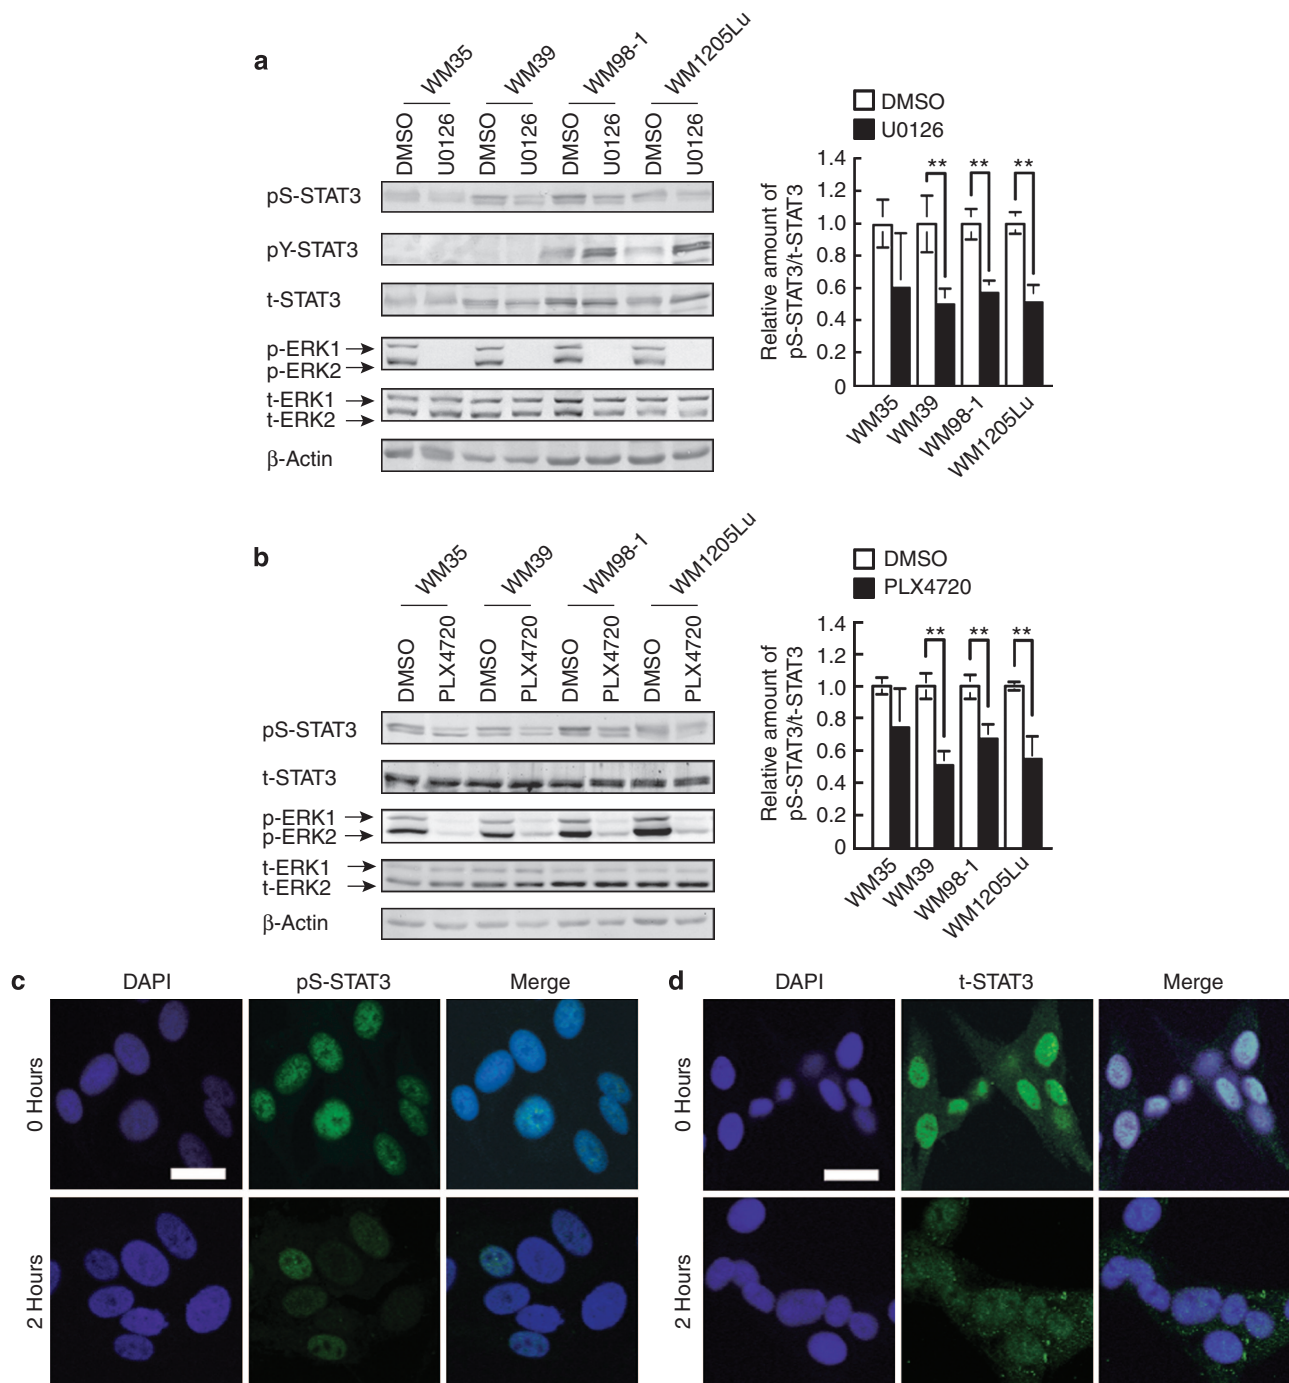 a
WM35
WM39
WM98-1
WM1205Lu
DMSO
U0126
DMSO
U0126
DMSO
U0126
DMSO
U0126
pS-STAT3
pY-STAT3
t-STAT3
p-ERK1
p-ERK2
t-ERK1
t-ERK2
β-Actin
DMSO
U0126
Relative amount of
pS-STAT3/t-STAT3
1.4
1.2
1.0
0.8
0.6
0.4
0.2
0
** ** **
WM35
WM39
WM98-1
WM1205Lu
b
WM35
WM39
WM98-1
WM1205Lu
DMSO
PLX4720
DMSO
PLX4720
DMSO
PLX4720
DMSO
PLX4720
pS-STAT3
t-STAT3
p-ERK1
p-ERK2
t-ERK1
t-ERK2
β-Actin
DMSO
PLX4720
Relative amount of
pS-STAT3/t-STAT3
1.4
1.2
1.0
0.8
0.6
0.4
0.2
0
** ** **
WM35
WM39
WM98-1
WM1205Lu
c
DAPI
pS-STAT3
Merge
0 Hours
2 Hours
d
DAPI
t-STAT3
Merge
0 Hours
2 Hours